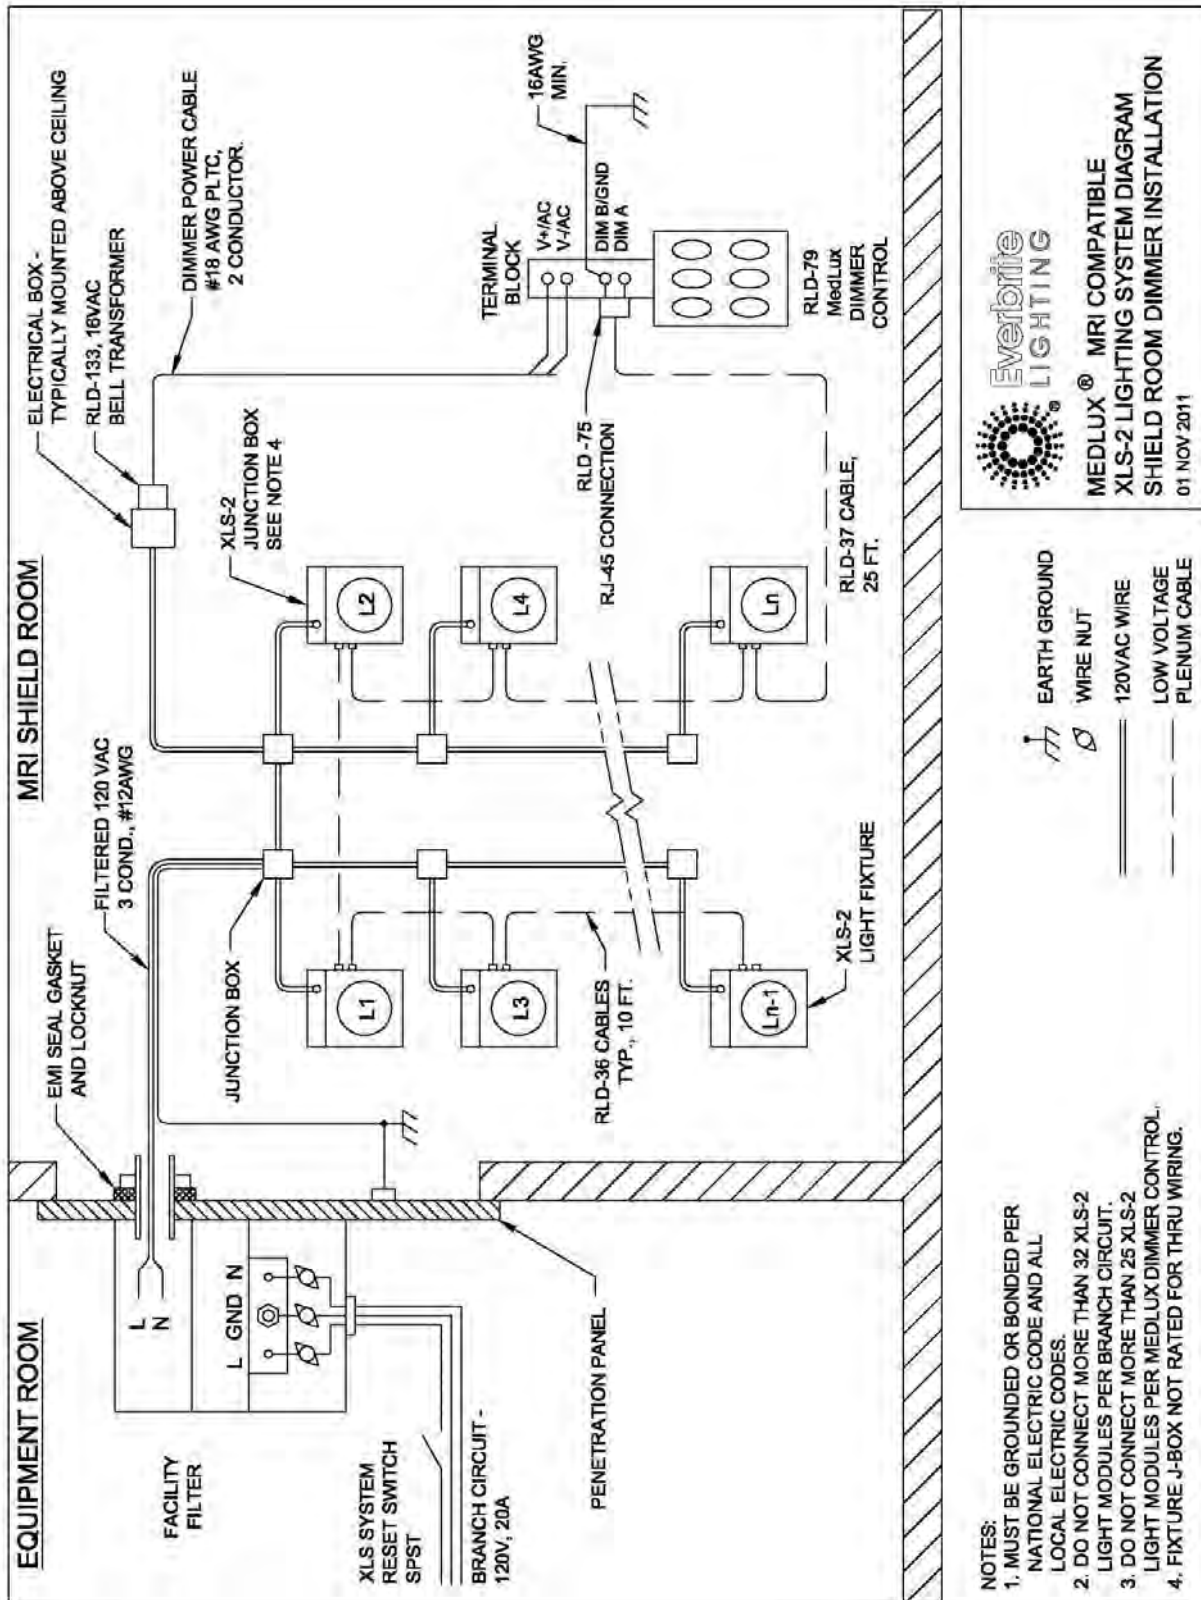 EQUIPMENT ROOM
MRI SHIELD ROOM
FACILITY
FILTER
L
N
L GND N
XLS SYSTEM
RESET SWITCH
SPST
BRANCH CIRCUIT -
120V, 20A
PENETRATION PANEL
EMI SEAL GASKET
AND LOCKNUT
FILTERED 120 VAC
3 COND., #12AWG
JUNCTION BOX
ELECTRICAL BOX -
TYPICALLY MOUNTED ABOVE CEILING
RLD-133, 16VAC
BELL TRANSFORMER
DIMMER POWER CABLE
#18 AWG PLTC,
2 CONDUCTOR.
XLS-2
JUNCTION BOX
SEE NOTE 4
L1
L2
L3
L4
Ln-1
Ln
RLD-36 CABLES
TYP., 10 FT.
XLS-2
LIGHT FIXTURE
TERMINAL
BLOCK
V+/AC
V-/AC
DIM B/GND
DIM A
16AWG
MIN.
RLD -75
RJ-45 CONNECTION
RLD-79
MedLux
DIMMER
CONTROL
RLD-37 CABLE,
25 FT.
NOTES:
1. MUST BE GROUNDED OR BONDED PER
NATIONAL ELECTRIC CODE AND ALL
LOCAL ELECTRIC CODES.
2. DO NOT CONNECT MORE THAN 32 XLS-2
LIGHT MODULES PER BRANCH CIRCUIT.
3. DO NOT CONNECT MORE THAN 25 XLS-2
LIGHT MODULES PER MEDLUX DIMMER CONTROL.
4. FIXTURE J-BOX NOT RATED FOR THRU WIRING.
EARTH GROUND
WIRE NUT
120VAC WIRE
LOW VOLTAGE
PLENUM CABLE
Everbrite
LIGHTING
®
MEDLUX ® MRI COMPATIBLE
XLS-2 LIGHTING SYSTEM DIAGRAM
SHIELD ROOM DIMMER INSTALLATION
01 NOV 2011